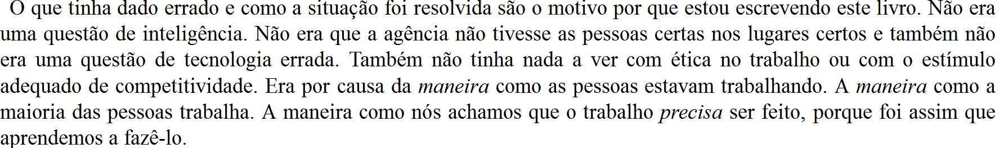 O que tinha dado errado e como a situação foi resolvida são o motivo por que estou escrevendo este livro. Não era
uma questão de inteligência. Não era que a agência não tivesse as pessoas certas nos lugares certos e também não
era uma questão de tecnologia errada. Também não tinha nada a ver com ética no trabalho ou com o estímulo
adequado de competitividade. Era por causa da maneira como as pessoas estavam trabalhando. A maneira como a
maioria das pessoas trabalha. A maneira como nós achamos que o trabalho precisa ser feito, porque foi assim que
aprendemos a fazê-lo.